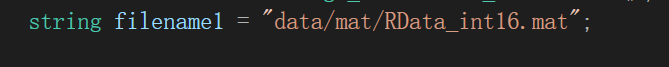 string filename1 = "data/mat/RData_int16.mat";